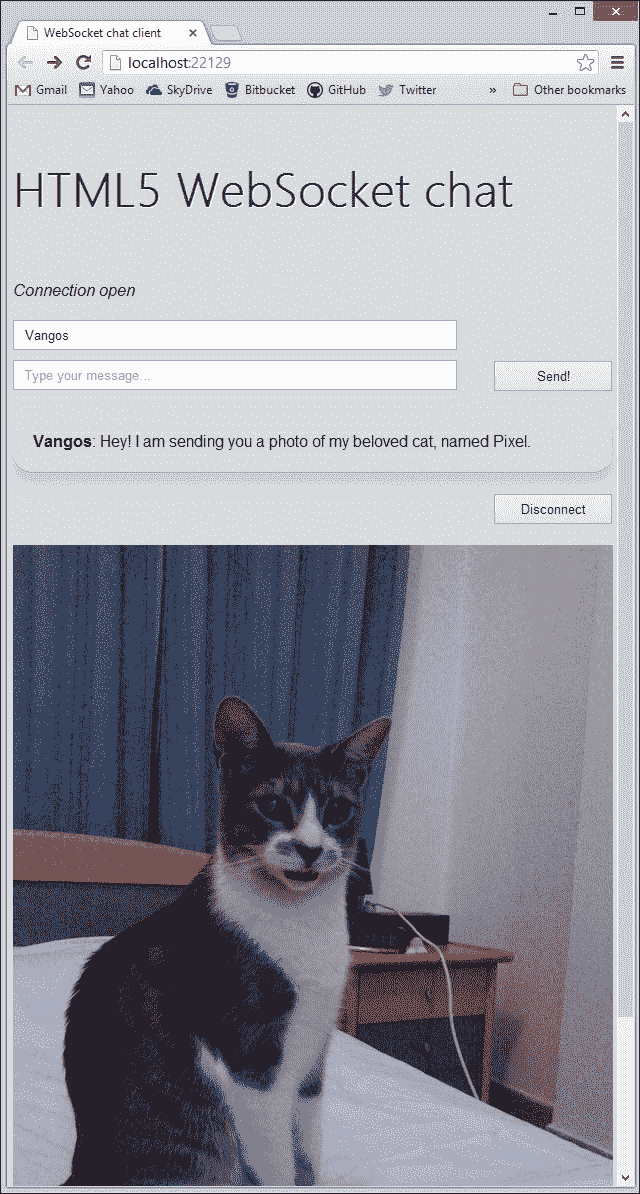 WebSocket chat client
localhost:22129
Gmail Yahoo SkyDrive Bitbucket GitHub Twitter » Other bookmarks
HTML5 WebSocket chat
Connection open
Vangos
Type your message...
Send!
Vangos: Hey! I am sending you a photo of my beloved cat, named Pixel.
Disconnect